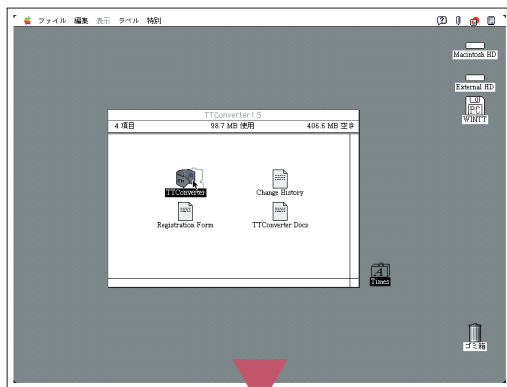 ファイル 編集 表示 ラベル 特別
Macintosh HD
External HD
PC
WINTT
TTConverter1.5
4 項目 98.7 MB 使用 406.6 MB 空き
TTConverter
Change History
Registration Form
TTConverter Docs
A
Times
ゴミ箱